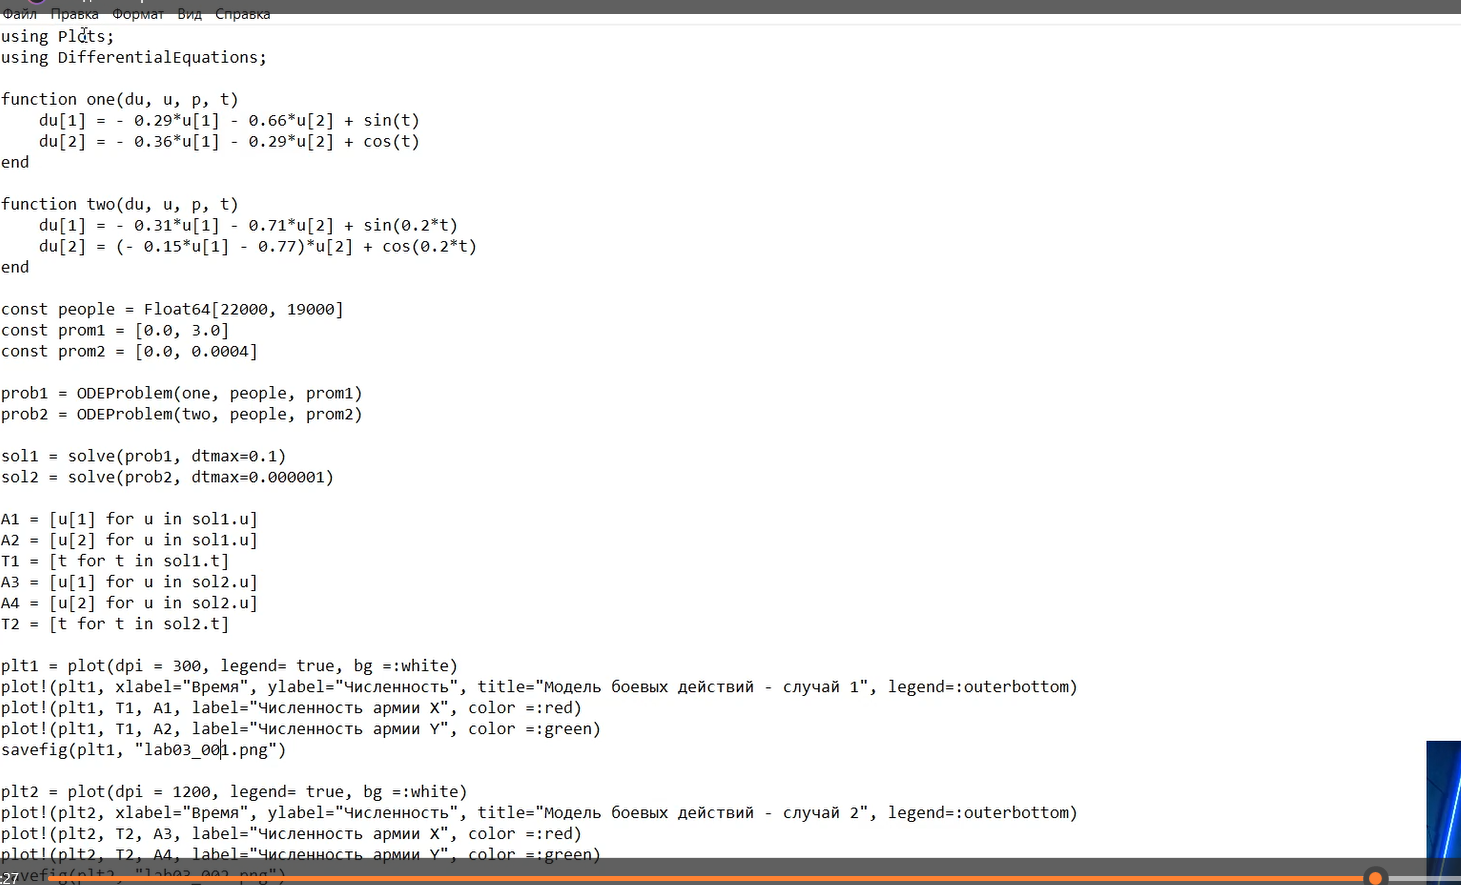 Файл Правка Формат Вид Справка
using Plots;
using DifferentialEquations;
function one(du, u, p, t)
du[1] = - 0.29*u[1] - 0.66*u[2] + sin(t)
du[2] = - 0.36*u[1] - 0.29*u[2] + cos(t)
end
function two(du, u, p, t)
du[1] = - 0.31*u[1] - 0.71*u[2] + sin(0.2*t)
du[2] = (- 0.15*u[1] - 0.77)*u[2] + cos(0.2*t)
end
const people = Float64[22000, 19000]
const prom1 = [0.0, 3.0]
const prom2 = [0.0, 0.0004]
prob1 = ODEProblem(one, people, prom1)
prob2 = ODEProblem(two, people, prom2)
sol1 = solve(prob1, dtmax=0.1)
sol2 = solve(prob2, dtmax=0.000001)
A1 = [u[1] for u in sol1.u]
A2 = [u[2] for u in sol1.u]
T1 = [t for t in sol1.t]
A3 = [u[1] for u in sol2.u]
A4 = [u[2] for u in sol2.u]
T2 = [t for t in sol2.t]
plt1 = plot(dpi = 300, legend= true, bg =:white)
plot!(plt1, xlabel="Время", ylabel="Численность", title="Модель боевых действий - случай 1", legend=:outerbottom)
plot!(plt1, T1, A1, label="Численность армии X", color =:red)
plot!(plt1, T1, A2, label="Численность армии Y", color =:green)
savefig(plt1, "lab03_001.png")
plt2 = plot(dpi = 1200, legend= true, bg =:white)
plot!(plt2, xlabel="Время", ylabel="Численность", title="Модель боевых действий - случай 2", legend=:outerbottom)
plot!(plt2, T2, A3, label="Численность армии X", color =:red)
plot!(plt2, T2, A4, label="Численность армии Y", color =:green)
savefig(plt2, "lab03_002.png")
:27